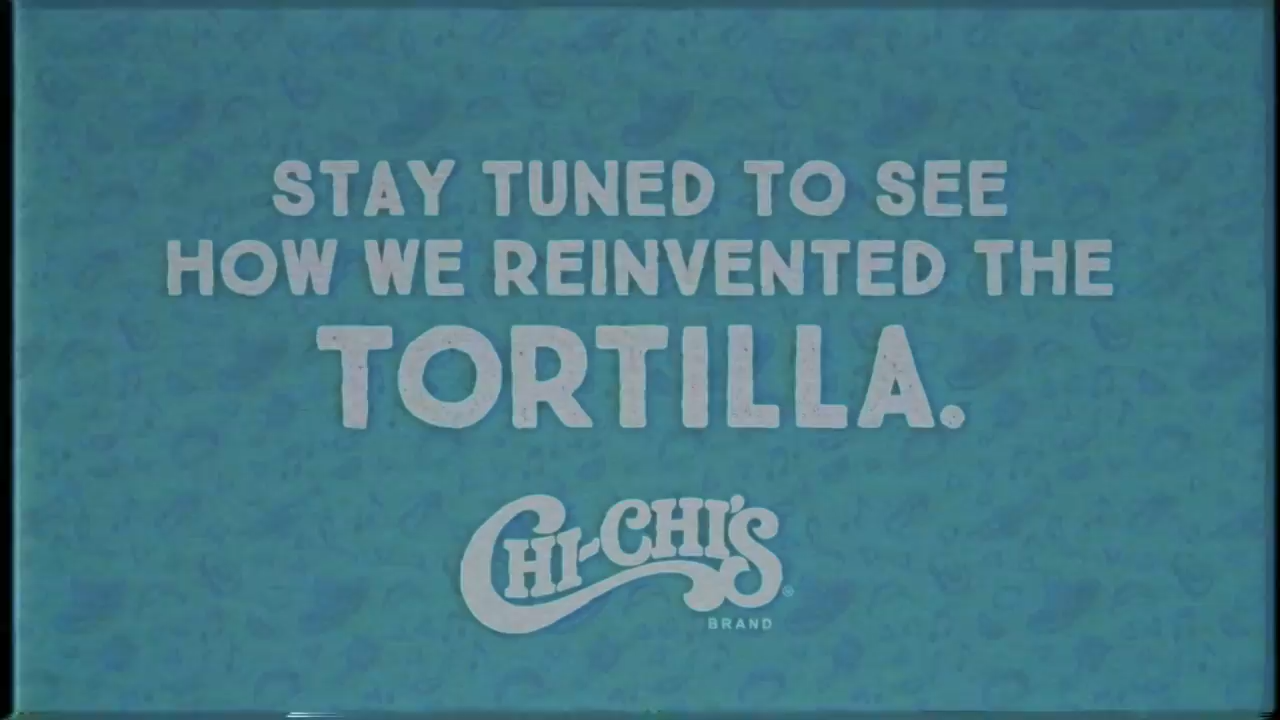 STAY TUNED TO SEE
HOW WE REINVENTED THE
TORTILLA.
CHI-CHI'S®
BRAND